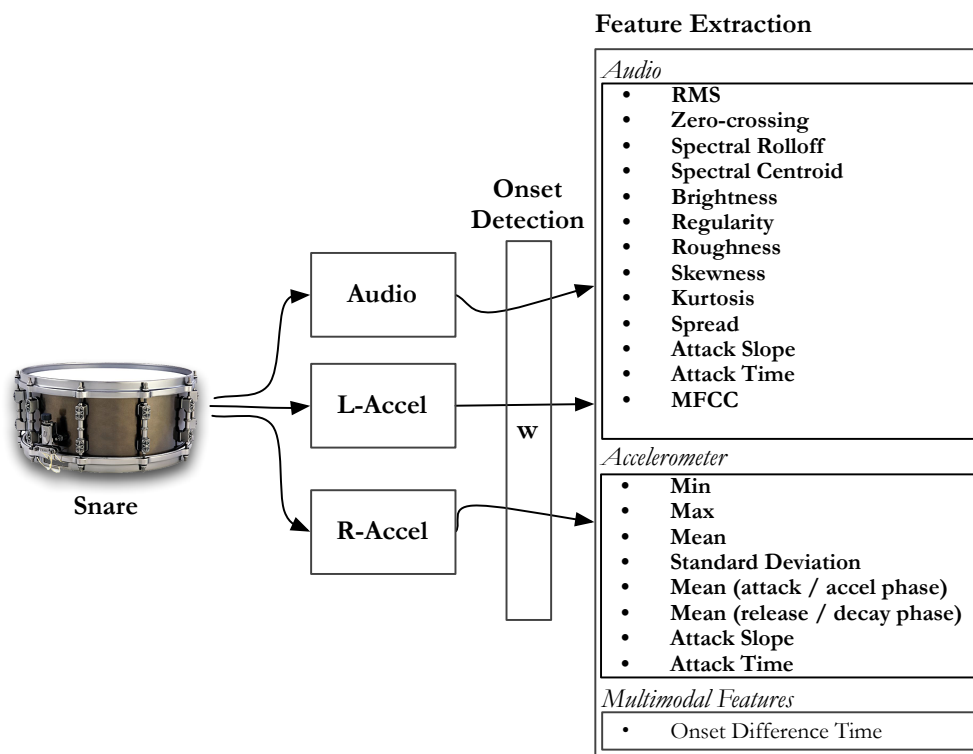 Feature Extraction
Audio
• RMS
• Zero-crossing
• Spectral Rolloff
• Spectral Centroid
• Brightness
• Regularity
• Roughness
• Skewness
• Kurtosis
• Spread
• Attack Slope
• Attack Time
• MFCC
Onset
Detection
Audio
L-Accel
R-Accel
w
Snare
Accelerometer
• Min
• Max
• Mean
• Standard Deviation
• Mean (attack / accel phase)
• Mean (release / decay phase)
• Attack Slope
• Attack Time
Multimodal Features
• Onset Difference Time